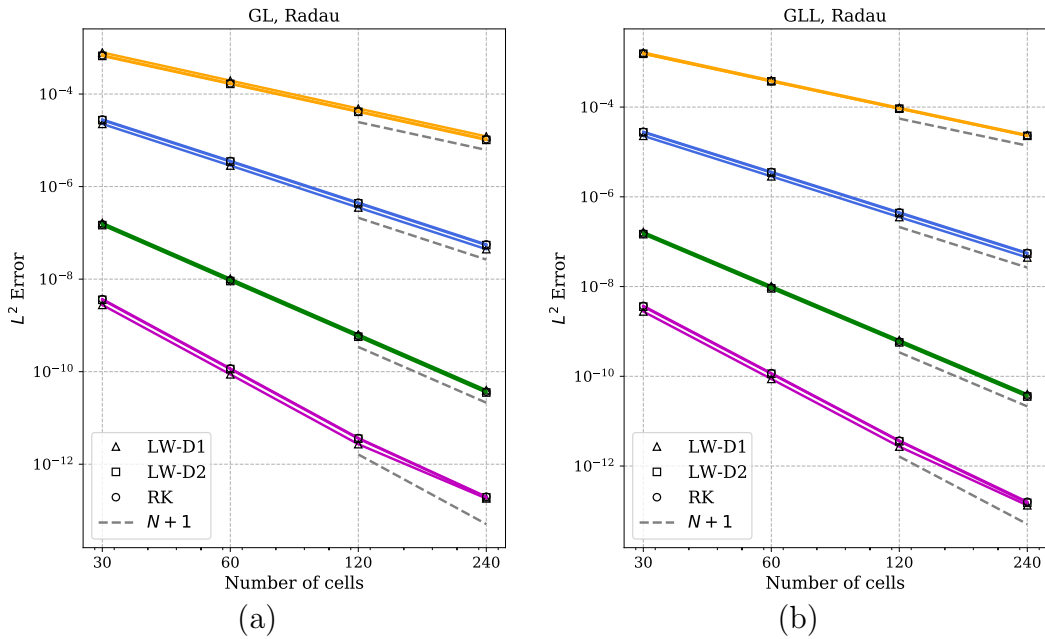 GL, Radau
10⁻⁴
10⁻⁶
10⁻⁸
10⁻¹⁰
10⁻¹²
L² Error
LW-D1
LW-D2
RK
N + 1
30
60
120
240
Number of cells
(a)
GLL, Radau
10⁻⁴
10⁻⁶
10⁻⁸
10⁻¹⁰
10⁻¹²
L² Error
LW-D1
LW-D2
RK
N + 1
30
60
120
240
Number of cells
(b)